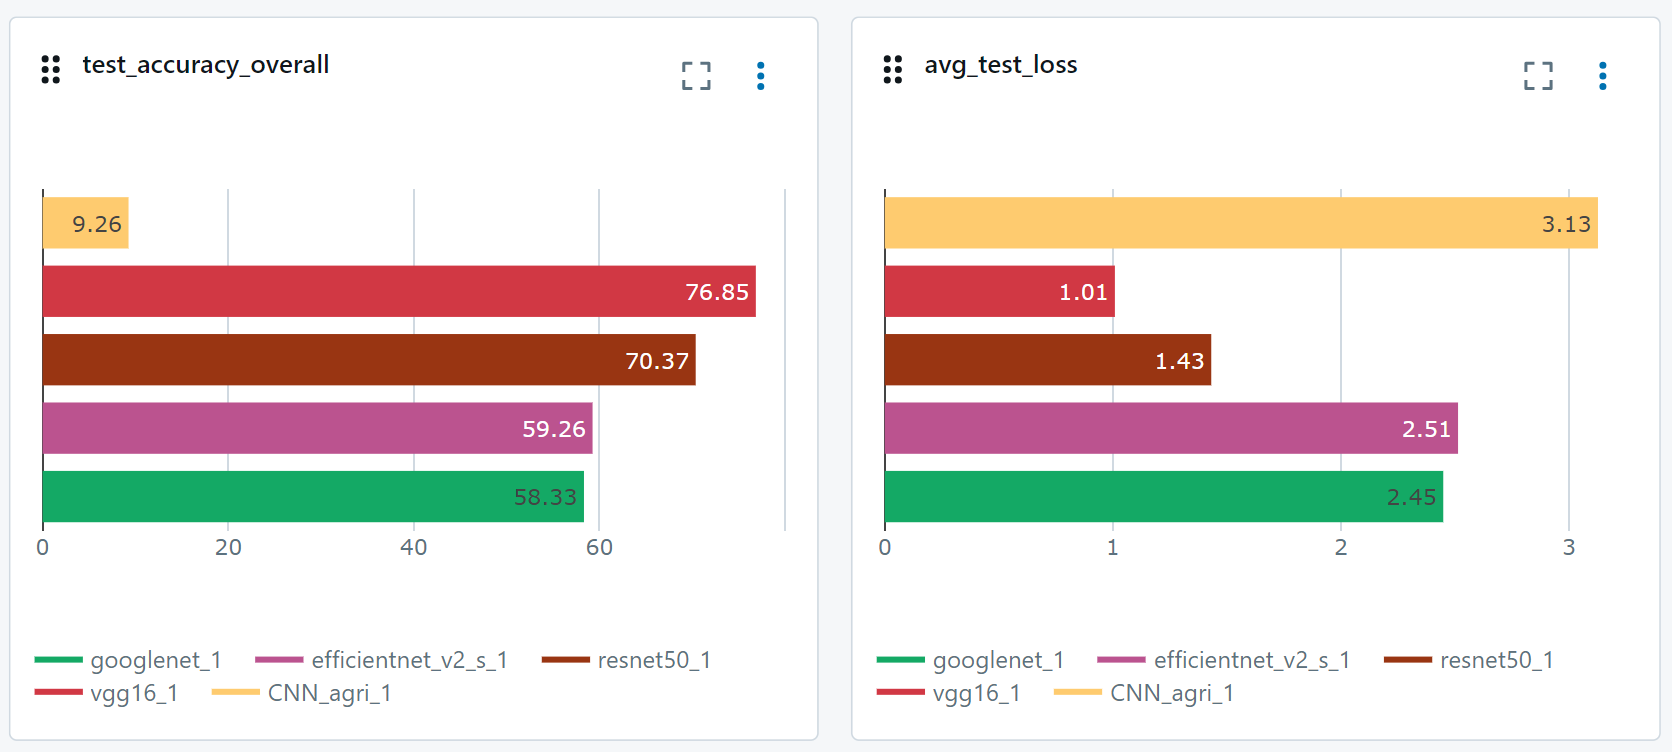 test_accuracy_overall
9.26
76.85
70.37
59.26
58.33
0 20 40 60
googlenet_1 efficientnet_v2_s_1 resnet50_1
vgg16_1 CNN_agri_1
avg_test_loss
3.13
1.01
1.43
2.51
2.45
0 1 2 3
googlenet_1 efficientnet_v2_s_1 resnet50_1
vgg16_1 CNN_agri_1